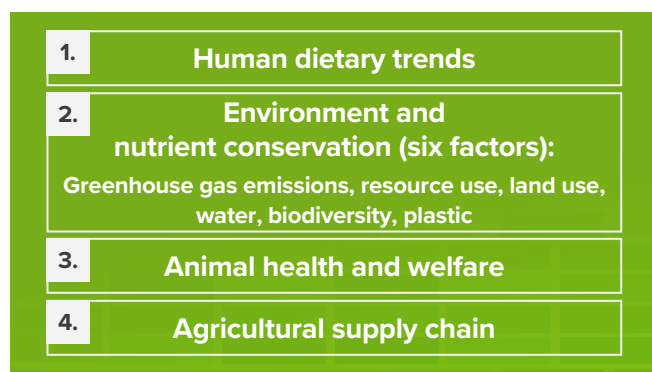 1.
Human dietary trends
2.
Environment and
nutrient conservation (six factors):
Greenhouse gas emissions, resource use, land use,
water, biodiversity, plastic
3.
Animal health and welfare
4.
Agricultural supply chain